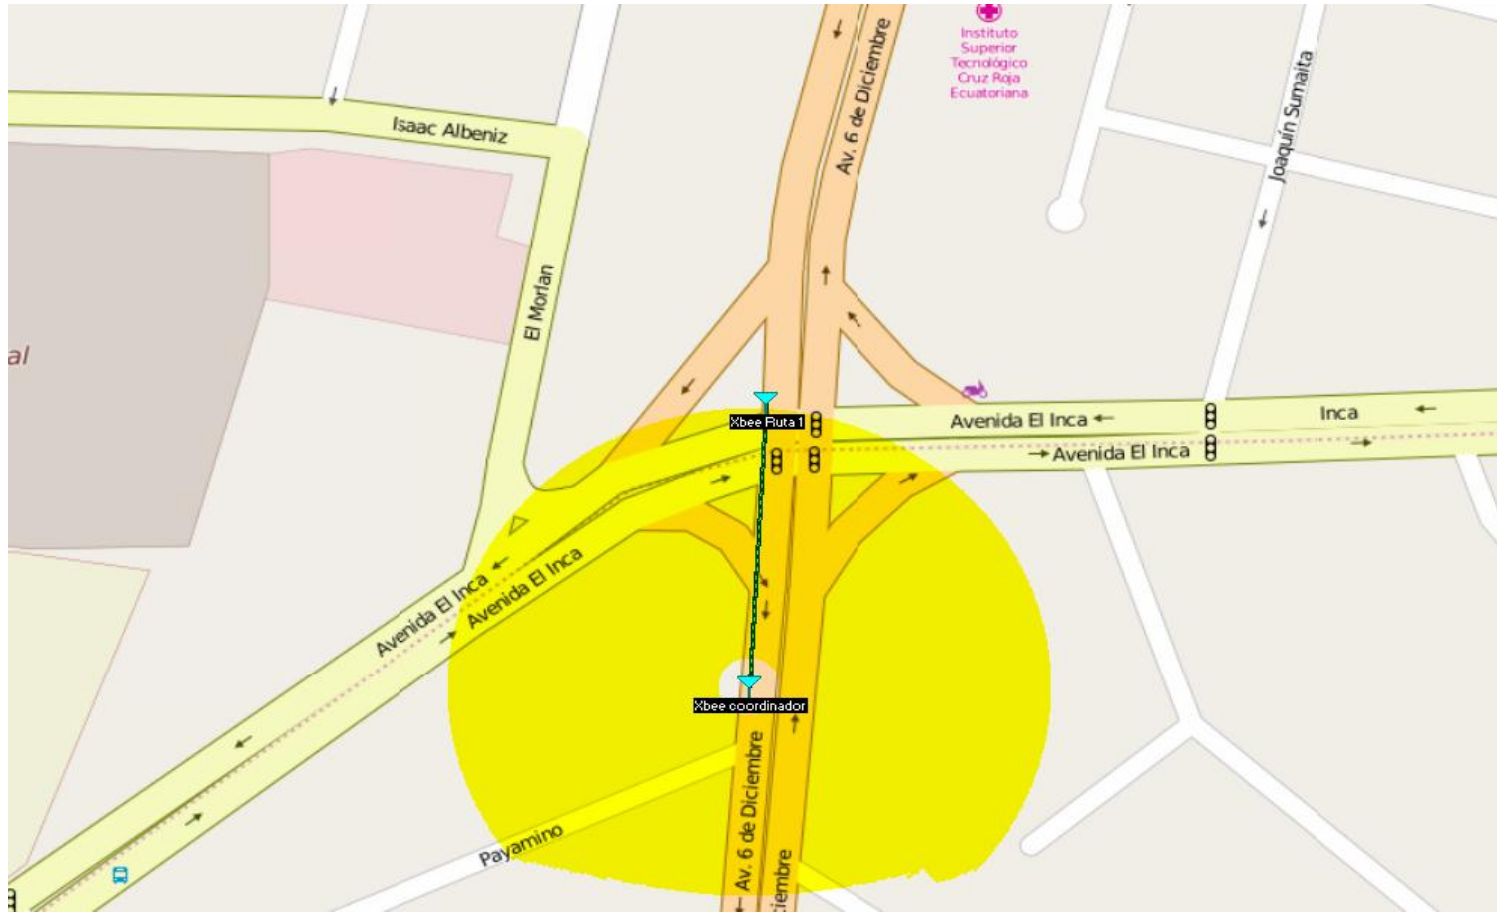 Instituto
Superior
Tecnológico
Cruz Roja
Ecuatoriana
Av. 6 de Diciembre
Joaquín Sumaita
Isaac Albeniz
El Morlan
al
Xbee Ruta 1
Avenida El Inca
Inca
Avenida El Inca
Avenida El Inca
Avenida El Inca
Xbee coordinador
Av. 6 de Diciembre
Payamino
ciembre